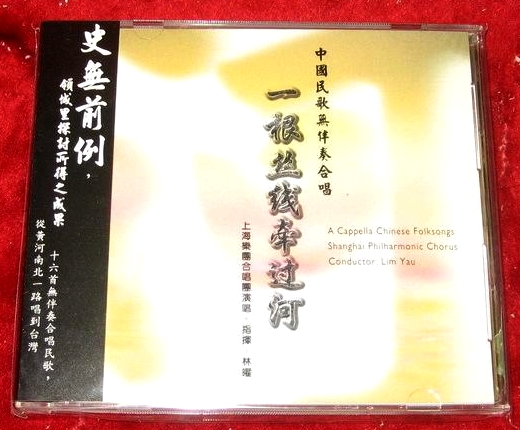 史無前例，
領域里探討所得之成果
十六首無伴奏合唱民歌，
從黃河南北一路唱到台灣
中國民歌無伴奏合唱
一根丝线牵过河
上海樂團合唱團演唱·指揮 林曜
A Cappella Chinese Folksongs
Shanghai Philharmonic Chorus
Conductor Lim Yau